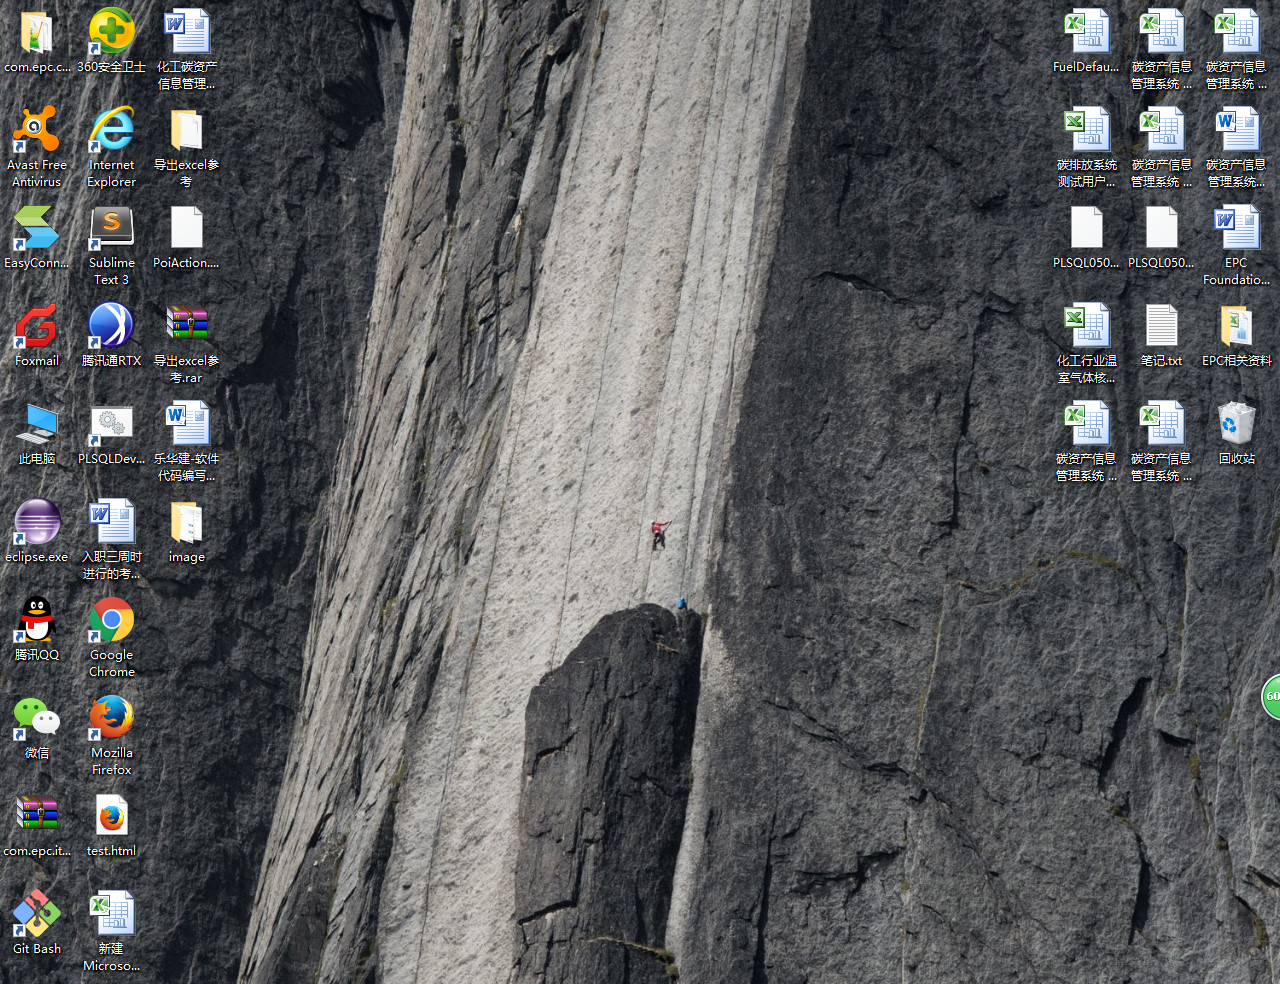 com.epc.c...
360安全卫士
化工碳资产
信息管理...
Avast Free
Antivirus
Internet
Explorer
导出excel参
考
EasyConn...
Sublime
Text 3
PoiAction....
Foxmail
腾讯通RTX
导出excel参
考.rar
此电脑
PLSQLDev...
乐华建-软件
代码编写...
eclipse.exe
入职三周时
进行的考...
image
腾讯QQ
Google
Chrome
微信
Mozilla
Firefox
com.epc.it...
test.html
Git Bash
新建
Microso...
FuelDefau...
碳资产信息
管理系统 ...
碳资产信息
管理系统 ...
碳排放系统
测试用户...
碳资产信息
管理系统 ...
碳资产信息
管理系统...
PLSQL050...
PLSQL050...
EPC
Foundatio...
化工行业温
室气体核...
笔记.txt
EPC相关资料
碳资产信息
管理系统 ...
碳资产信息
管理系统 ...
回收站
60